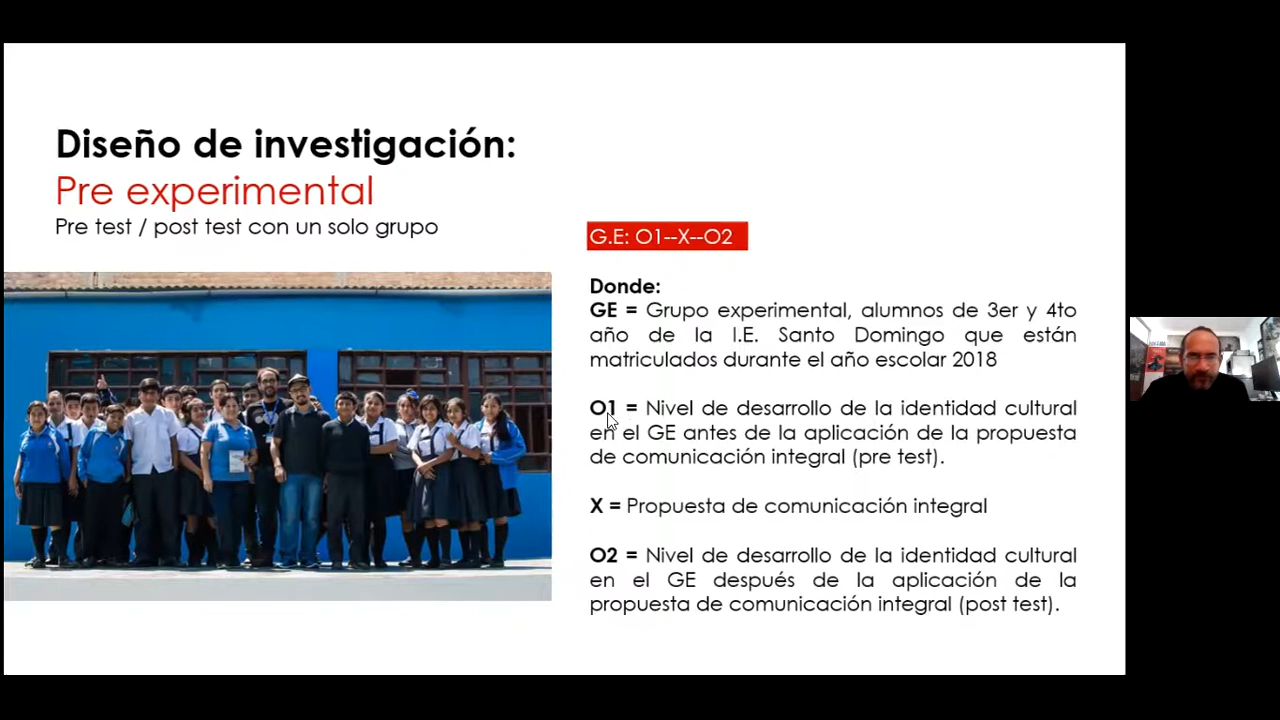 Diseño de investigación:
Pre experimental
Pre test / post test con un solo grupo
G.E: O1--X--O2
Donde:
GE = Grupo experimental, alumnos de 3er y 4to
año de la I.E. Santo Domingo que están
matriculados durante el año escolar 2018
O1 = Nivel de desarrollo de la identidad cultural
en el GE antes de la aplicación de la propuesta
de comunicación integral (pre test).
X = Propuesta de comunicación integral
O2 = Nivel de desarrollo de la identidad cultural
en el GE después de la aplicación de la
propuesta de comunicación integral (post test).